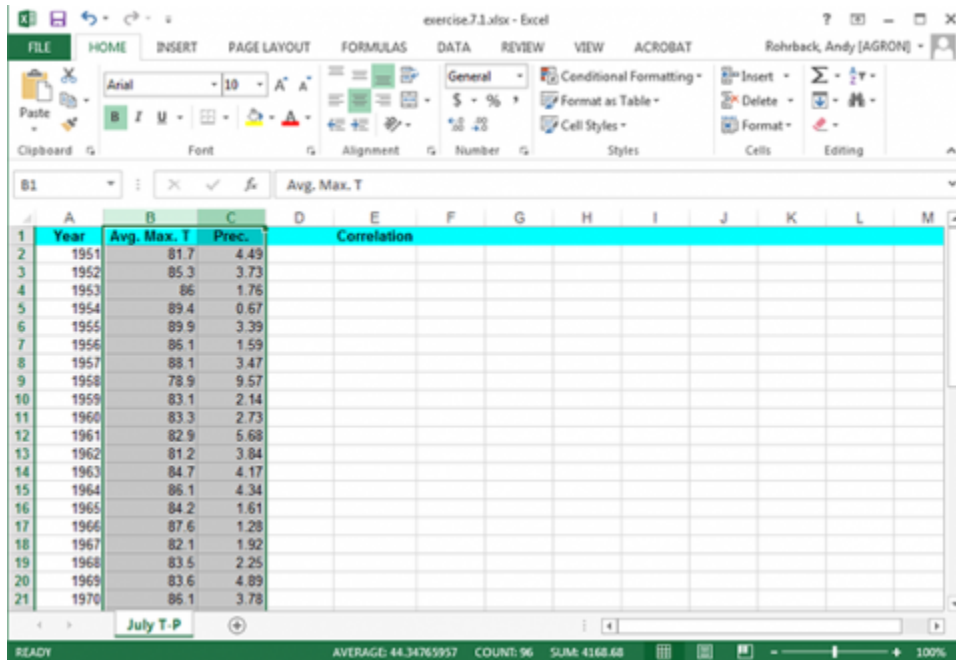 exercise.7.1.xlsx - Excel
FILE HOME INSERT PAGE LAYOUT FORMULAS DATA REVIEW VIEW ACROBAT Rohrback, Andy [AGRON]
Paste
Arial 10 A A
B I U A
General
$ % ,
Conditional Formatting
Format as Table
Cell Styles
Insert
Delete
Format
Clipboard Font Alignment Number Styles Cells Editing
B1 fx Avg. Max. T
A B C D E F G H I J K L M
1 Year Avg. Max. T Prec. Correlation
2 1951 81.7 4.49
3 1952 85.3 3.73
4 1953 86 1.76
5 1954 89.4 0.67
6 1955 89.9 3.39
7 1956 86.1 1.59
8 1957 88.1 3.47
9 1958 78.9 9.57
10 1959 83.1 2.14
11 1960 83.3 2.73
12 1961 82.9 5.68
13 1962 81.2 3.84
14 1963 84.7 4.17
15 1964 86.1 4.34
16 1965 84.2 1.61
17 1966 87.6 1.28
18 1967 82.1 1.92
19 1968 83.5 2.25
20 1969 83.6 4.89
21 1970 86.1 3.78
July T-P
READY AVERAGE: 44.34765957 COUNT: 96 SUM: 4168.68 100%